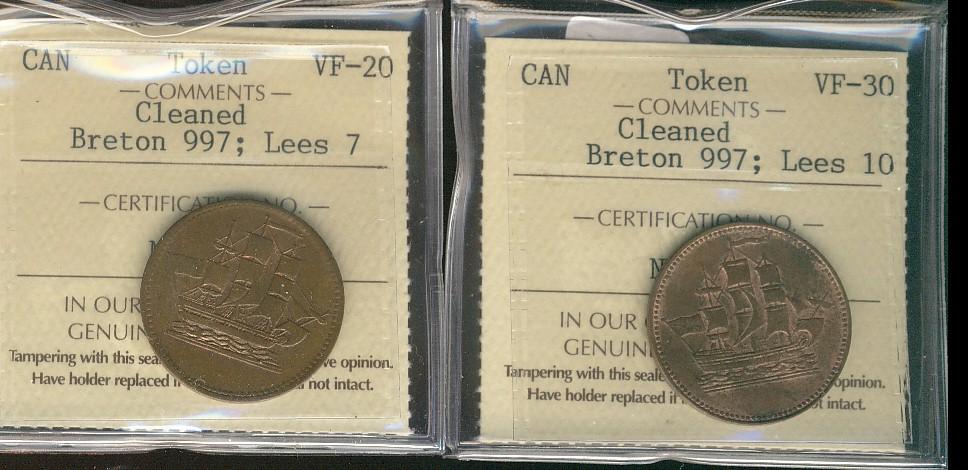 CAN Token VF-20
— COMMENTS —
Cleaned
Breton 997; Lees 7
— CERTIFICATION NO. —
IN OUR
GENUIN
Tampering with this sea ve opinion.
Have holder replaced i not intact.
CAN Token VF-30
— COMMENTS —
Cleaned
Breton 997; Lees 10
— CERTIFICATION NO. —
N
IN OUR
GENUIN
Tampering with this seale opinion.
Have holder replaced if t intact.